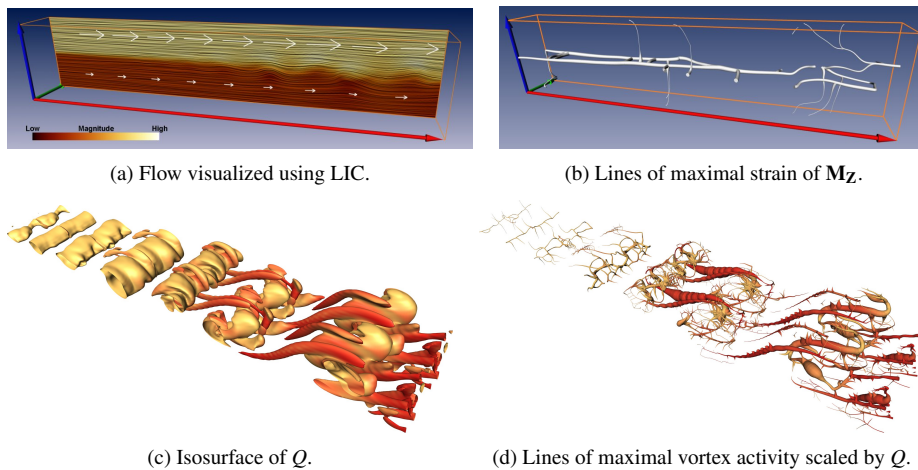 Low Magnitude High
(a) Flow visualized using LIC.
(b) Lines of maximal strain of M_Z.
(c) Isosurface of Q.
(d) Lines of maximal vortex activity scaled by Q.